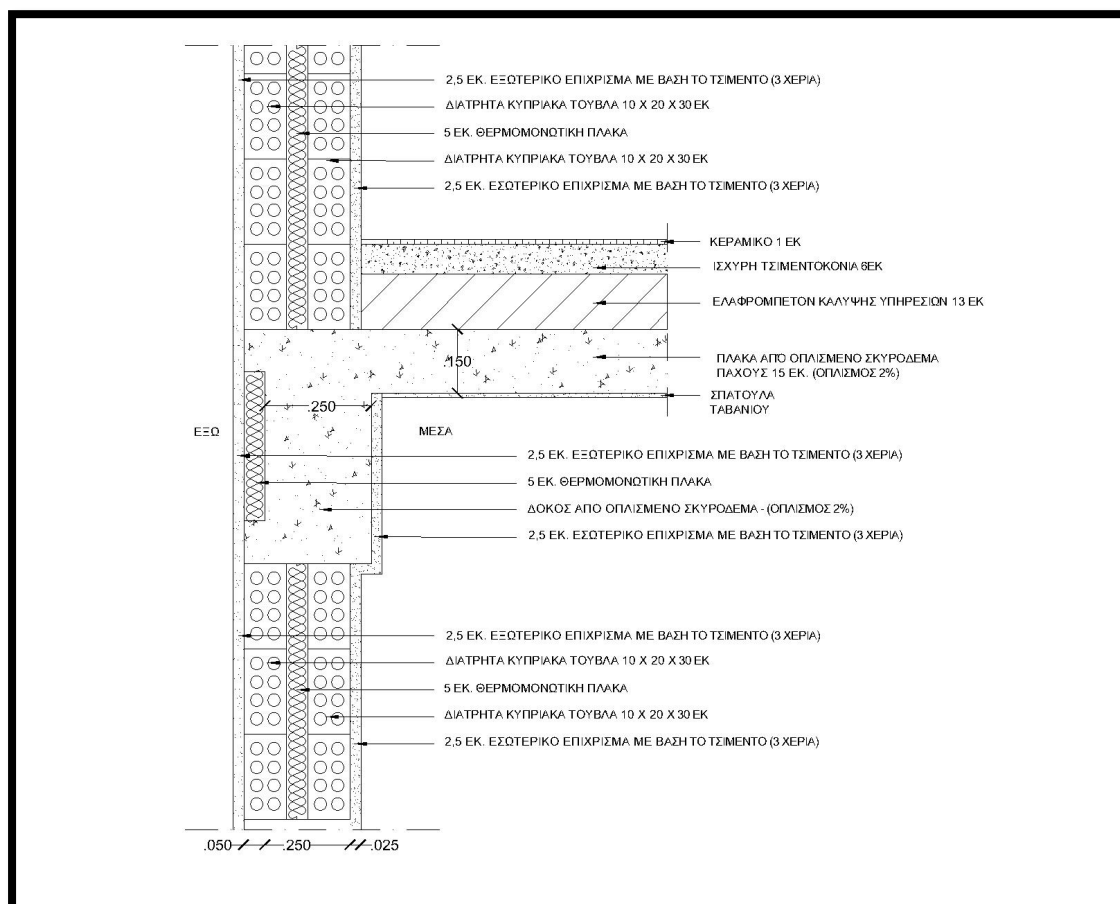 2,5 ΕΚ. ΕΞΩΤΕΡΙΚΟ ΕΠΙΧΡΙΣΜΑ ΜΕ ΒΑΣΗ ΤΟ ΤΣΙΜΕΝΤΟ (3 ΧΕΡΙΑ)
ΔΙΑΤΡΗΤΑ ΚΥΠΡΙΑΚΑ ΤΟΥΒΛΑ 10 Χ 20 Χ 30 ΕΚ
5 ΕΚ. ΘΕΡΜΟΜΟΝΩΤΙΚΗ ΠΛΑΚΑ
ΔΙΑΤΡΗΤΑ ΚΥΠΡΙΑΚΑ ΤΟΥΒΛΑ 10 Χ 20 Χ 30 ΕΚ
2,5 ΕΚ. ΕΣΩΤΕΡΙΚΟ ΕΠΙΧΡΙΣΜΑ ΜΕ ΒΑΣΗ ΤΟ ΤΣΙΜΕΝΤΟ (3 ΧΕΡΙΑ)
ΚΕΡΑΜΙΚΟ 1 ΕΚ
ΙΣΧΥΡΗ ΤΣΙΜΕΝΤΟΚΟΝΙΑ 6ΕΚ
ΕΛΑΦΡΟΜΠΕΤΟΝ ΚΑΛΥΨΗΣ ΥΠΗΡΕΣΙΩΝ 13 ΕΚ
.150
ΠΛΑΚΑ ΑΠΟ ΟΠΛΙΣΜΕΝΟ ΣΚΥΡΟΔΕΜΑ
ΠΑΧΟΥΣ 15 ΕΚ. (ΟΠΛΙΣΜΟΣ 2%)
ΣΠΑΤΟΥΛΑ
ΤΑΒΑΝΙΟΥ
.250
ΕΞΩ
ΜΕΣΑ
2,5 ΕΚ. ΕΞΩΤΕΡΙΚΟ ΕΠΙΧΡΙΣΜΑ ΜΕ ΒΑΣΗ ΤΟ ΤΣΙΜΕΝΤΟ (3 ΧΕΡΙΑ)
5 ΕΚ. ΘΕΡΜΟΜΟΝΩΤΙΚΗ ΠΛΑΚΑ
ΔΟΚΟΣ ΑΠΟ ΟΠΛΙΣΜΕΝΟ ΣΚΥΡΟΔΕΜΑ - (ΟΠΛΙΣΜΟΣ 2%)
2,5 ΕΚ. ΕΣΩΤΕΡΙΚΟ ΕΠΙΧΡΙΣΜΑ ΜΕ ΒΑΣΗ ΤΟ ΤΣΙΜΕΝΤΟ (3 ΧΕΡΙΑ)
2,5 ΕΚ. ΕΞΩΤΕΡΙΚΟ ΕΠΙΧΡΙΣΜΑ ΜΕ ΒΑΣΗ ΤΟ ΤΣΙΜΕΝΤΟ (3 ΧΕΡΙΑ)
ΔΙΑΤΡΗΤΑ ΚΥΠΡΙΑΚΑ ΤΟΥΒΛΑ 10 Χ 20 Χ 30 ΕΚ
5 ΕΚ. ΘΕΡΜΟΜΟΝΩΤΙΚΗ ΠΛΑΚΑ
ΔΙΑΤΡΗΤΑ ΚΥΠΡΙΑΚΑ ΤΟΥΒΛΑ 10 Χ 20 Χ 30 ΕΚ
2,5 ΕΚ. ΕΣΩΤΕΡΙΚΟ ΕΠΙΧΡΙΣΜΑ ΜΕ ΒΑΣΗ ΤΟ ΤΣΙΜΕΝΤΟ (3 ΧΕΡΙΑ)
.050 .250 .025